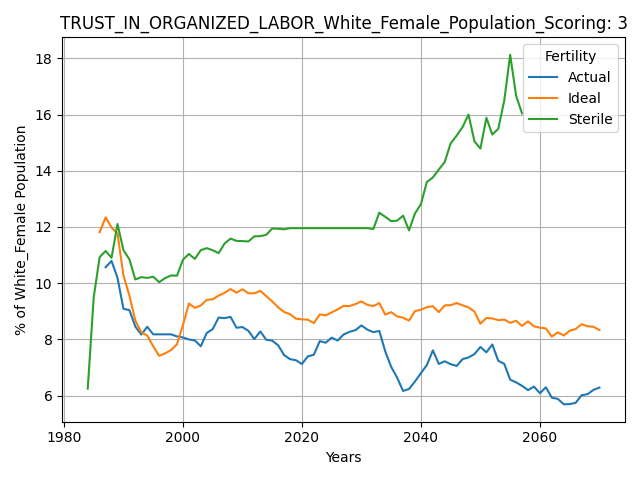 TRUST_IN_ORGANIZED_LABOR_White_Female_Population_Scoring: 3
Fertility
Actual
Ideal
Sterile
% of White_Female Population
18
16
14
12
10
8
6
1980
2000
2020
2040
2060
Years